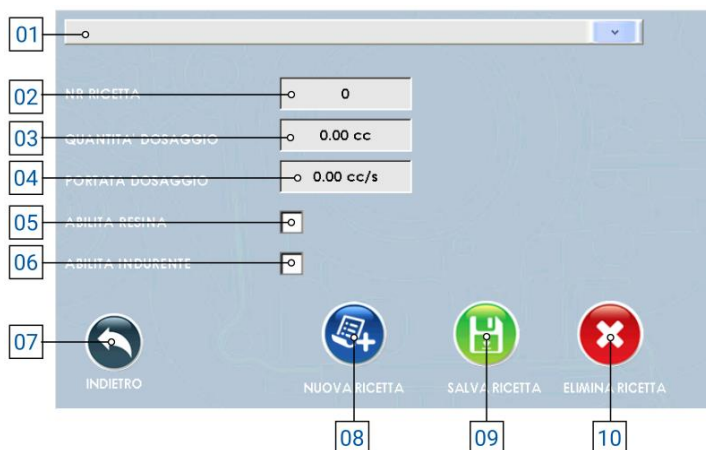 01
02 NR RICETTA 0
03 QUANTITA' DOSAGGIO 0.00 cc
04 PORTATA DOSAGGIO 0.00 cc/s
05 ABILITA RESINA
06 ABILITA INDURENTE
07
INDIETRO NUOVA RICETTA SALVA RICETTA ELIMINA RICETTA
08 09 10